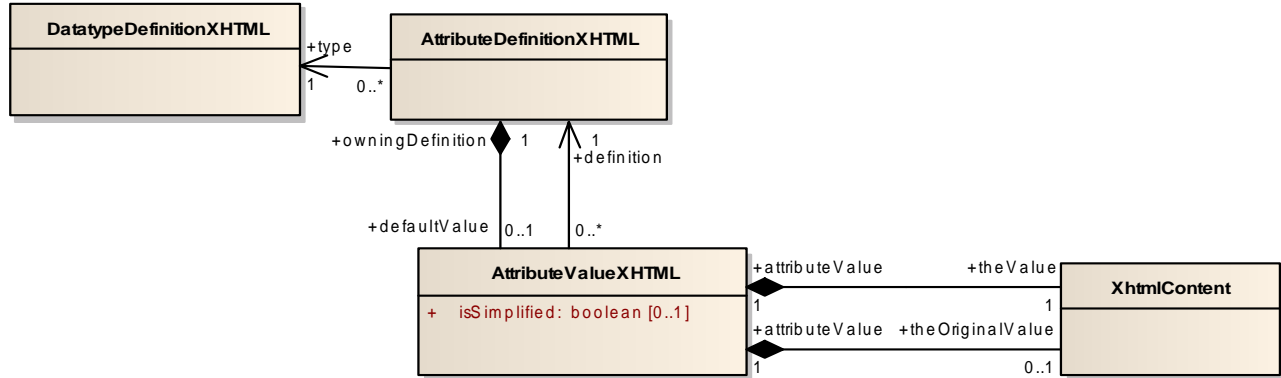 DatatypeDefinitionXHTML
AttributeDefinitionXHTML
+type
1
0..*
+owningDefinition
1
1
+definition
+defaultValue
0..1
0..*
AttributeValueXHTML
+ isSimplified: boolean [0..1]
+attributeValue
+theValue
1
1
XhtmlContent
+attributeValue
+theOriginalValue
1
0..1